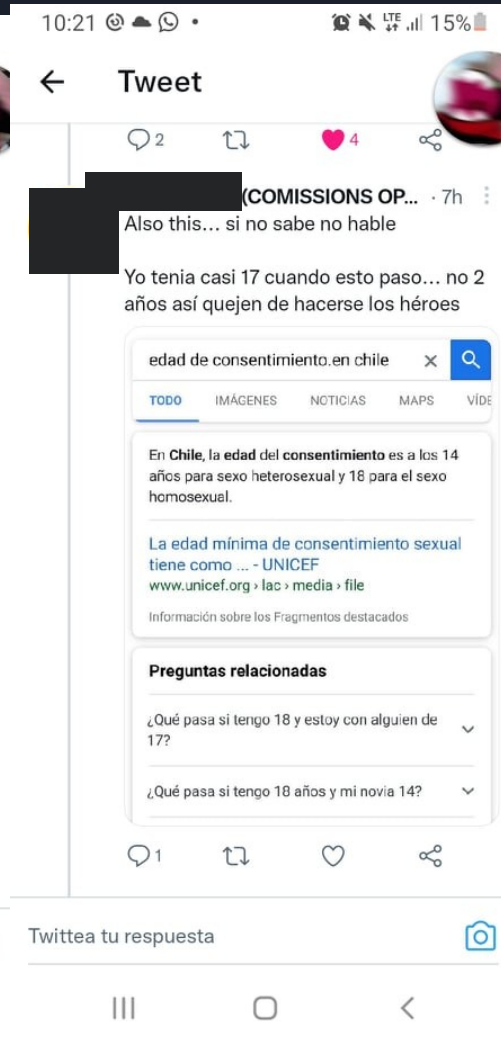 10:21
LTE
15%
Tweet
2
4
(COMISSIONS OP... · 7h
Also this... si no sabe no hable
Yo tenia casi 17 cuando esto paso... no 2
años así quejen de hacerse los héroes
edad de consentimiento.en chile
TODO IMÁGENES NOTICIAS MAPS VÍDE
En Chile, la edad del consentimiento es a los 14
años para sexo heterosexual y 18 para el sexo
homosexual.
La edad mínima de consentimiento sexual
tiene como ... - UNICEF
www.unicef.org › lac › media › file
Información sobre los Fragmentos destacados
Preguntas relacionadas
¿Qué pasa si tengo 18 y estoy con alguien de
17?
¿Qué pasa si tengo 18 años y mi novia 14?
1
Twittea tu respuesta